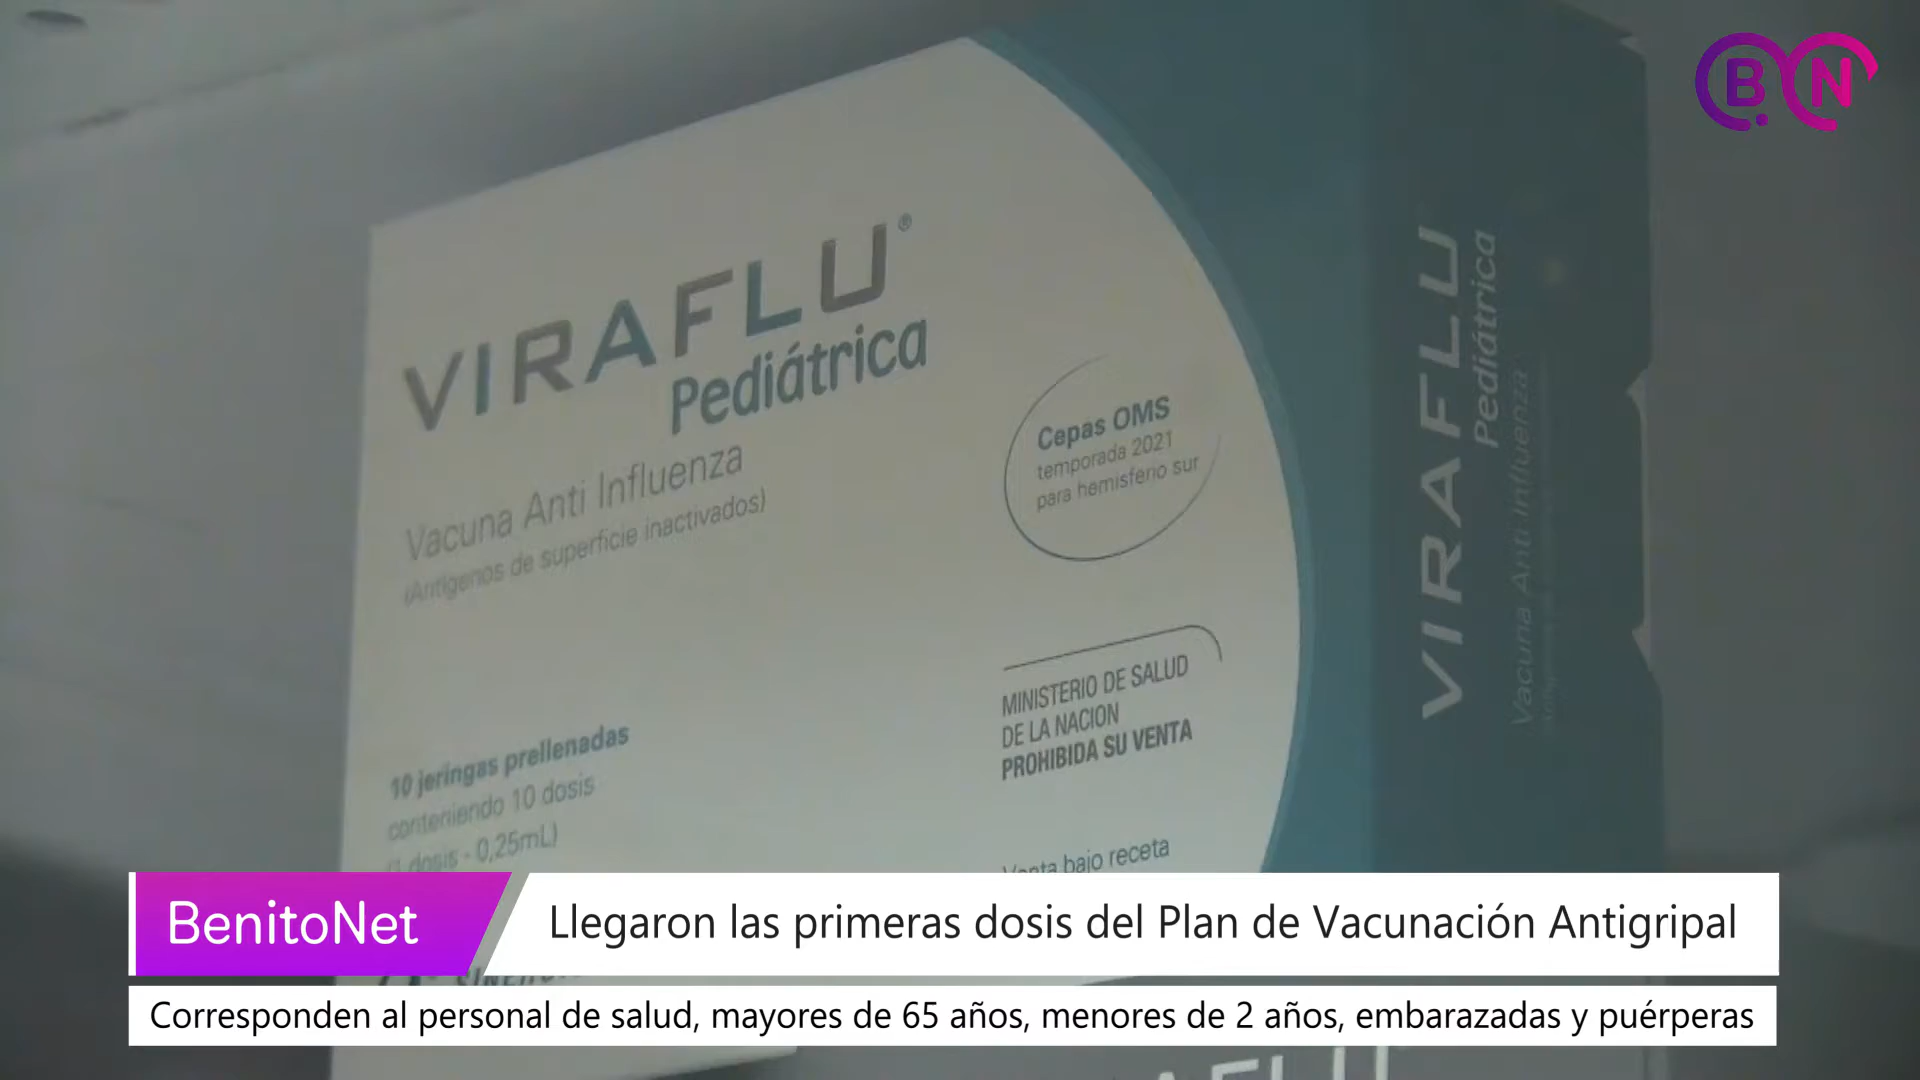 B N
VIRAFLU®
Pediátrica
Vacuna Anti Influenza
(Antígenos de superficie inactivados)
Cepas OMS
temporada 2021
para hemisferio sur
MINISTERIO DE SALUD
DE LA NACION
PROHIBIDA SU VENTA
10 jeringas prellenadas
conteniendo 10 dosis
(1 dosis - 0,25mL)
Venta bajo receta
VIRAFLU
Pediátrica
Vacuna Anti Influenza
BenitoNet
Llegaron las primeras dosis del Plan de Vacunación Antigripal
Corresponden al personal de salud, mayores de 65 años, menores de 2 años, embarazadas y puérperas